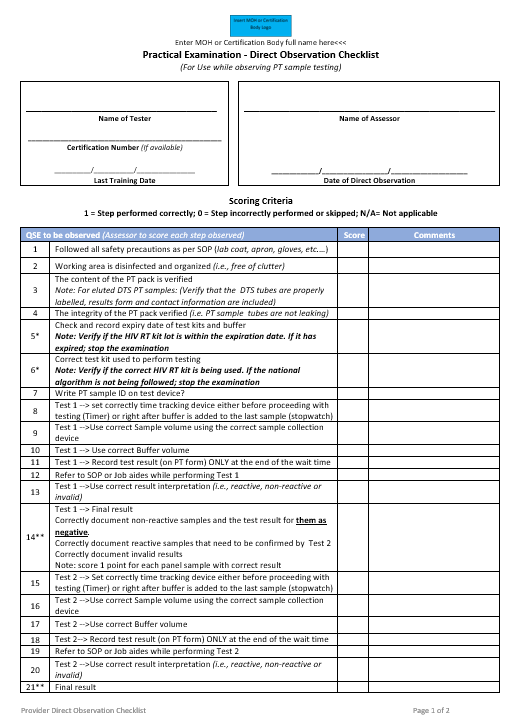 Insert MOH or Certification
Body Logo
Enter MOH or Certification Body full name here<<<
Practical Examination - Direct Observation Checklist
(For Use while observing PT sample testing)
Name of Tester
Certification Number (if available)
______/______/____________
Last Training Date
Name of Assessor
______/______/____________
Date of Direct Observation
Scoring Criteria
1 = Step performed correctly; 0 = Step incorrectly performed or skipped; N/A= Not applicable
QSE to be observed (Assessor to score each step observed) Score Comments
1 Followed all safety precautions as per SOP (lab coat, apron, gloves, etc....)
2 Working area is disinfected and organized (i.e., free of clutter)
3 The content of the PT pack is verified
Note: For eluted DTS PT samples: (Verify that the DTS tubes are properly
labelled, results form and contact information are included)
4 The integrity of the PT pack verified (i.e. PT sample tubes are not leaking)
5* Check and record expiry date of test kits and buffer
Note: Verify if the HIV RT kit lot is within the expiration date. If it has
expired; stop the examination
6* Correct test kit used to perform testing
Note: Verify if the correct HIV RT kit is being used. If the national
algorithm is not being followed; stop the examination
7 Write PT sample ID on test device?
8 Test 1 --> set correctly time tracking device either before proceeding with
testing (Timer) or right after buffer is added to the last sample (stopwatch)
9 Test 1 -->Use correct Sample volume using the correct sample collection
device
10 Test 1 --> Use correct Buffer volume
11 Test 1 --> Record test result (on PT form) ONLY at the end of the wait time
12 Refer to SOP or Job aides while performing Test 1
13 Test 1 -->Use correct result interpretation (i.e., reactive, non-reactive or
invalid)
14** Test 1 --> Final result
Correctly document non-reactive samples and the test result for them as
negative.
Correctly document reactive samples that need to be confirmed by Test 2
Correctly document invalid results
Note: score 1 point for each panel sample with correct result
15 Test 2 --> Set correctly time tracking device either before proceeding with
testing (Timer) or right after buffer is added to the last sample (stopwatch)
16 Test 2 -->Use correct Sample volume using the correct sample collection
device
17 Test 2 -->Use correct Buffer volume
18 Test 2--> Record test result (on PT form) ONLY at the end of the wait time
19 Refer to SOP or Job aides while performing Test 2
20 Test 2 -->Use correct result interpretation (i.e., reactive, non-reactive or
invalid)
21** Final result
Provider Direct Observation Checklist Page 1 of 2